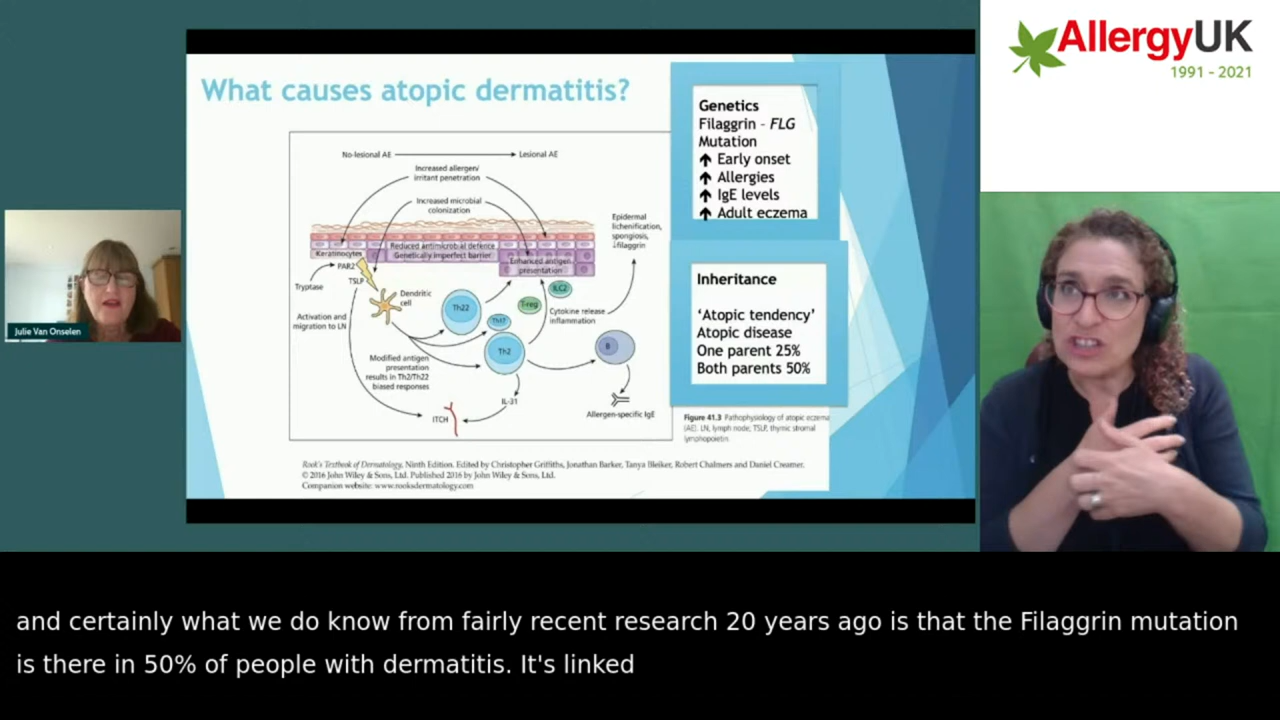 AllergyUK
1991 - 2021
What causes atopic dermatitis?
No-lesional AE
Lesional AE
Increased allergen/
irritant penetration
Increased microbial
colonization
Reduced antimicrobial defence
Genetically imperfect barrier
Keratinocytes
Enhanced antigen
presentation
Epidermal
lichenification,
spongiosis,
↓filaggrin
PAR2
TSLP
Tryptase
Dendritic
cell
Activation and
migration to LN
Th22
Th17
T-reg
ILC2
Th2
Cytokine release
inflammation
B
Modified antigen
presentation
results in Th2/Th22
biased responses
IL-31
ITCH
Allergen-specific IgE
Genetics
Filaggrin - FLG
Mutation
↑ Early onset
↑ Allergies
↑ IgE levels
↑ Adult eczema
Inheritance
‘Atopic tendency’
Atopic disease
One parent 25%
Both parents 50%
Figure 41.3 Pathophysiology of atopic eczema
(AE). LN, lymph node; TSLP, thymic stromal
lymphopoietin.
Rook's Textbook of Dermatology, Ninth Edition. Edited by Christopher Griffiths, Jonathan Barker, Tanya Bleiker, Robert Chalmers and Daniel Creamer.
© 2016 John Wiley & Sons, Ltd. Published 2016 by John Wiley & Sons, Ltd.
Companion website: www.rooksdermatology.com
Julie Van Onselen
and certainly what we do know from fairly recent research 20 years ago is that the Filaggrin mutation
is there in 50% of people with dermatitis. It's linked